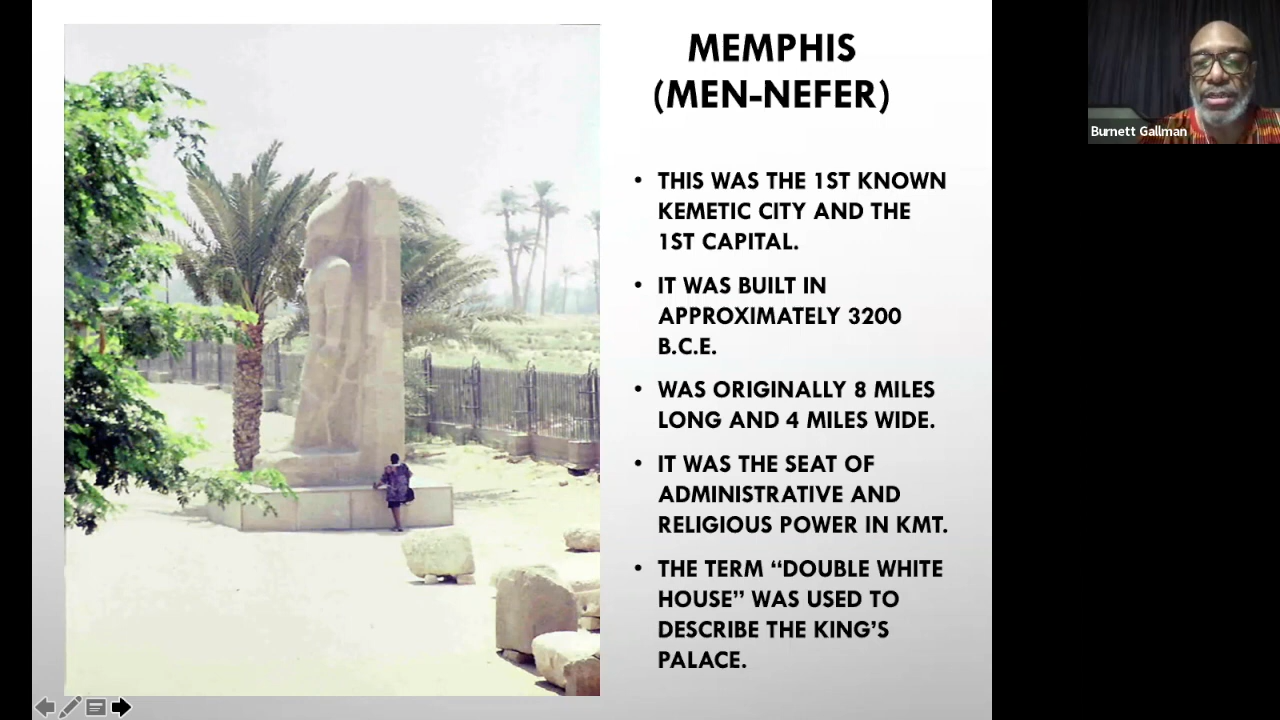 MEMPHIS
(MEN-NEFER)
• THIS WAS THE 1ST KNOWN
KEMETIC CITY AND THE
1ST CAPITAL.
• IT WAS BUILT IN
APPROXIMATELY 3200
B.C.E.
• WAS ORIGINALLY 8 MILES
LONG AND 4 MILES WIDE.
• IT WAS THE SEAT OF
ADMINISTRATIVE AND
RELIGIOUS POWER IN KMT.
• THE TERM “DOUBLE WHITE
HOUSE” WAS USED TO
DESCRIBE THE KING’S
PALACE.
Burnett Gallman